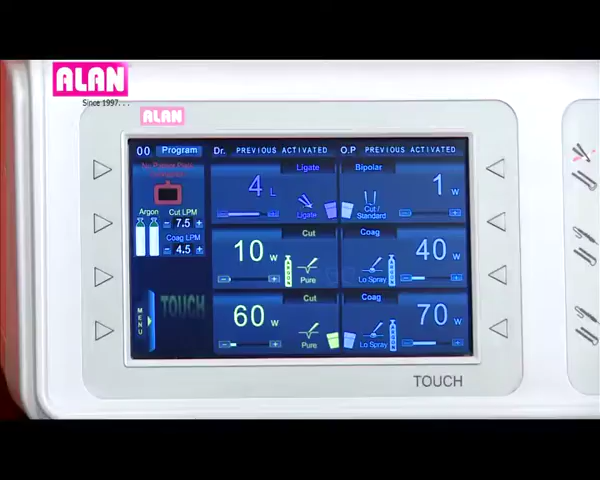 ALAN
Since 1997...
ALAN
00 Program Dr. PREVIOUS ACTIVATED O.P PREVIOUS ACTIVATED
Ligate Bipolar
4 L 1 W
Argon Cut LPM
- 7.5 +
Coag LPM
- 4.5 +
Ligate Cut / Standard
Cut Coag
10 W 40 W
Pure Lo Spray
Cut Coag
60 W 70 W
Pure Lo Spray
MENU
TOUCH
TOUCH